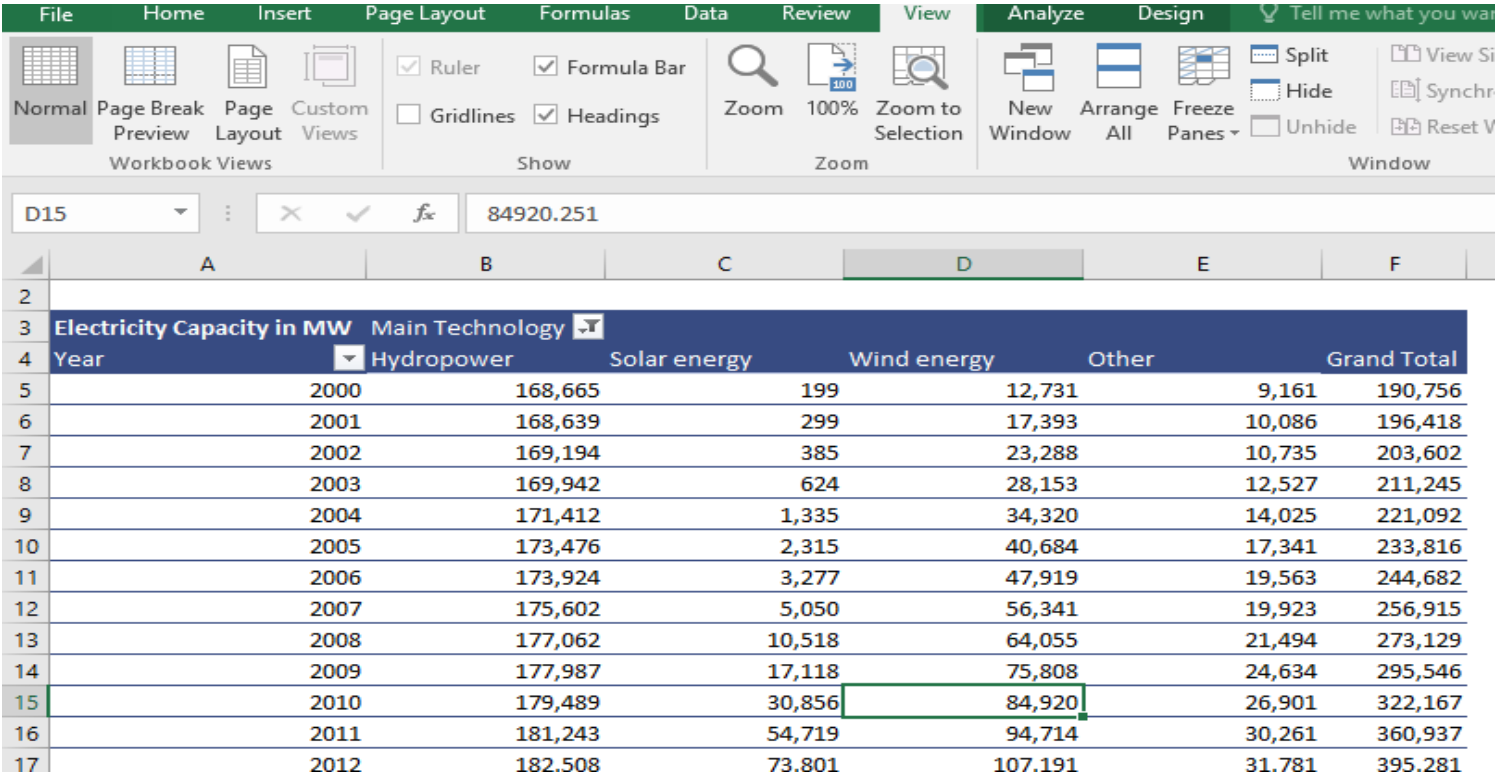 File Home Insert Page Layout Formulas Data Review View Analyze Design Tell me what you
Ruler Formula Bar
Gridlines Headings
Normal Page Break Preview Page Layout Custom Views
Zoom 100% Zoom to Selection
New Window Arrange All Freeze Panes
Split View
Hide
Unhide Reset
Workbook Views Show Zoom Window
D15 fx 84920.251
A B C D E F
2
3 Electricity Capacity in MW Main Technology
4 Year Hydropower Solar energy Wind energy Other Grand Total
5 2000 168,665 199 12,731 9,161 190,756
6 2001 168,639 299 17,393 10,086 196,418
7 2002 169,194 385 23,288 10,735 203,602
8 2003 169,942 624 28,153 12,527 211,245
9 2004 171,412 1,335 34,320 14,025 221,092
10 2005 173,476 2,315 40,684 17,341 233,816
11 2006 173,924 3,277 47,919 19,563 244,682
12 2007 175,602 5,050 56,341 19,923 256,915
13 2008 177,062 10,518 64,055 21,494 273,129
14 2009 177,987 17,118 75,808 24,634 295,546
15 2010 179,489 30,856 84,920 26,901 322,167
16 2011 181,243 54,719 94,714 30,261 360,937
17 2012 182,508 73,801 107,191 31,781 395,281